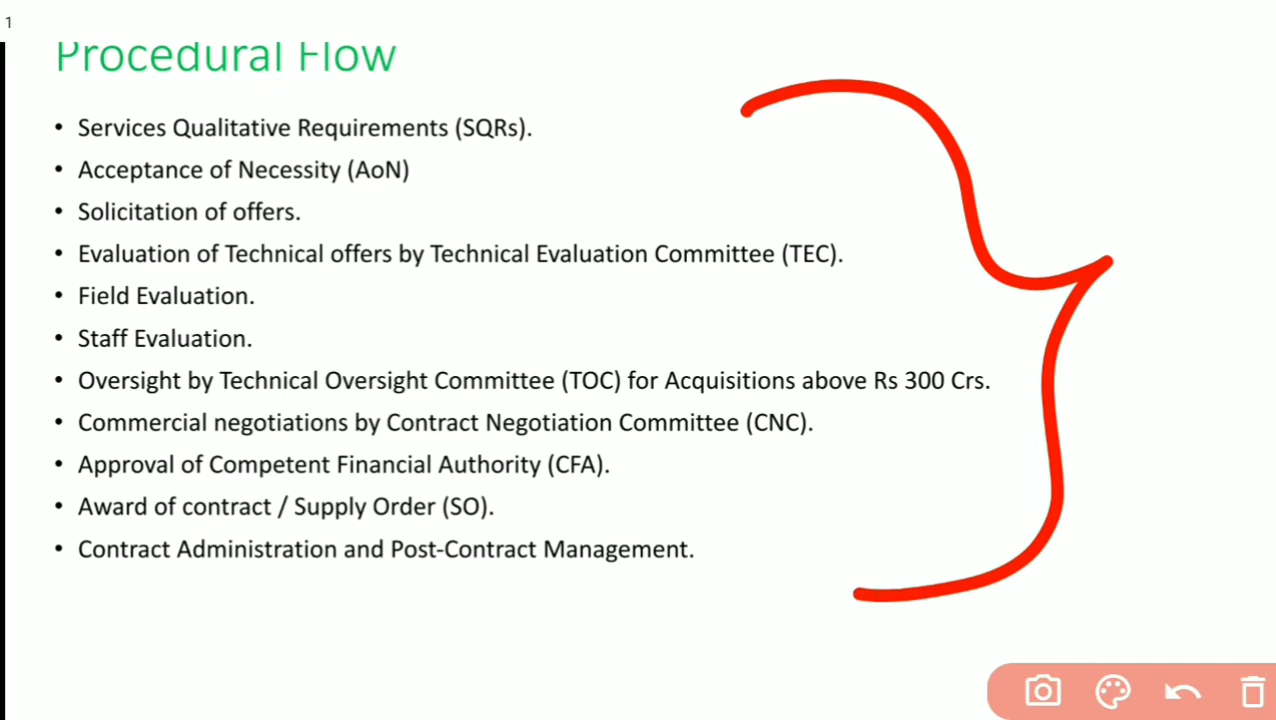 1
Procedural Flow
• Services Qualitative Requirements (SQRs).
• Acceptance of Necessity (AoN)
• Solicitation of offers.
• Evaluation of Technical offers by Technical Evaluation Committee (TEC).
• Field Evaluation.
• Staff Evaluation.
• Oversight by Technical Oversight Committee (TOC) for Acquisitions above Rs 300 Crs.
• Commercial negotiations by Contract Negotiation Committee (CNC).
• Approval of Competent Financial Authority (CFA).
• Award of contract / Supply Order (SO).
• Contract Administration and Post-Contract Management.